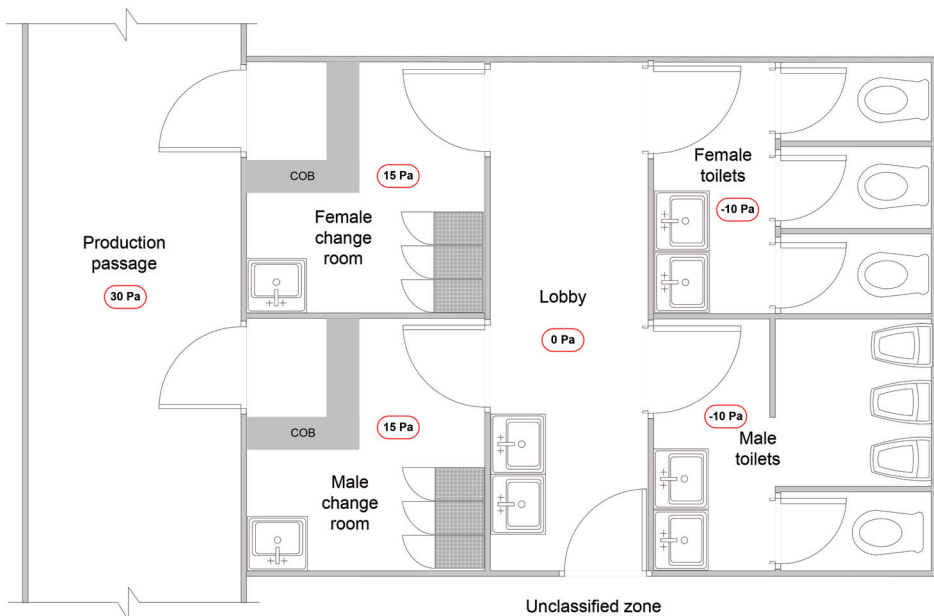 Production
passage
30 Pa
COB
15 Pa
Female
change
room
COB
15 Pa
Male
change
room
Lobby
0 Pa
Female
toilets
-10 Pa
-10 Pa
Male
toilets
Unclassified zone